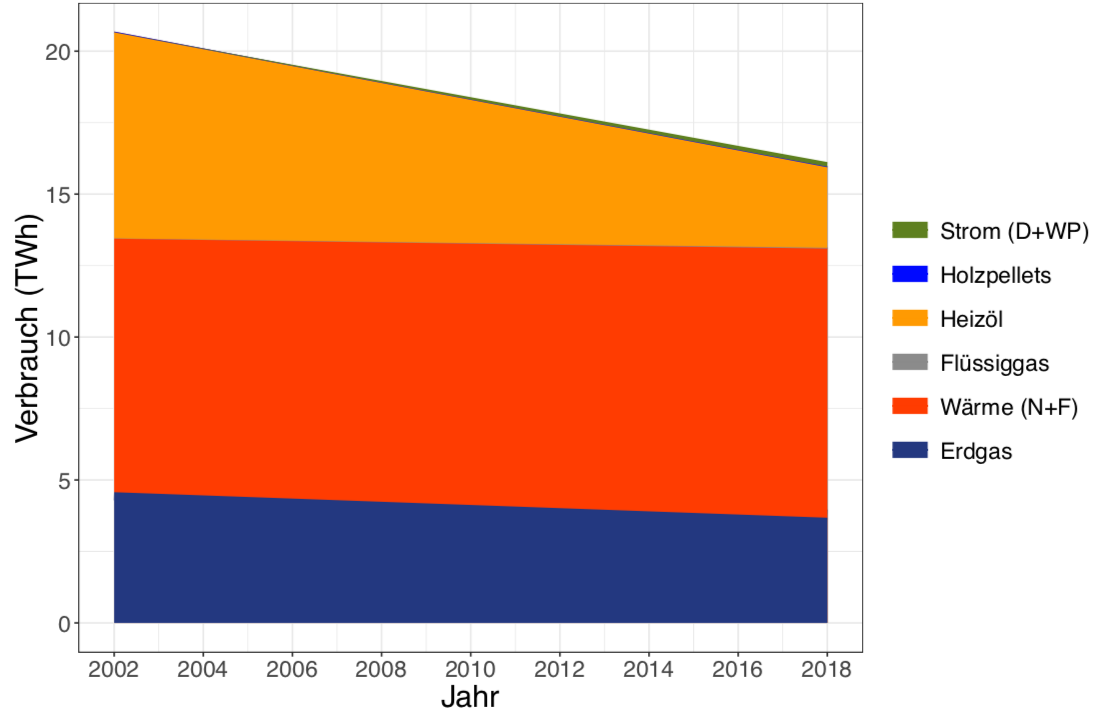 Verbrauch (TWh)
20
15
10
5
0
2002 2004 2006 2008 2010 2012 2014 2016 2018
Jahr
Strom (D+WP)
Holzpellets
Heizöl
Flüssiggas
Wärme (N+F)
Erdgas